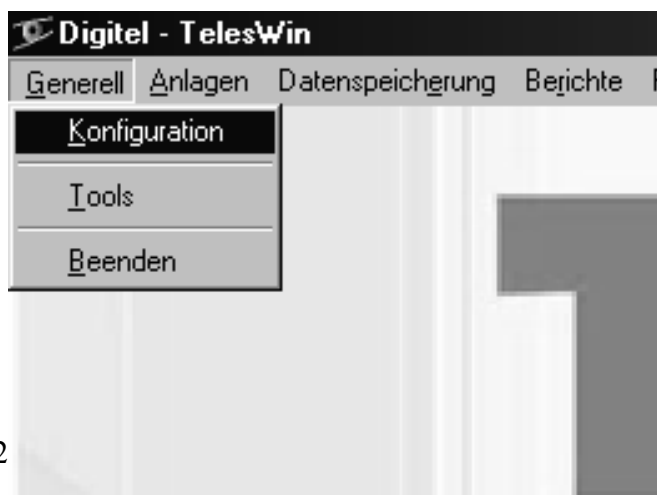 Digitel - TelesWin
Generell Anlagen Datenspeicherung Berichte
Konfiguration
Tools
Beenden
2